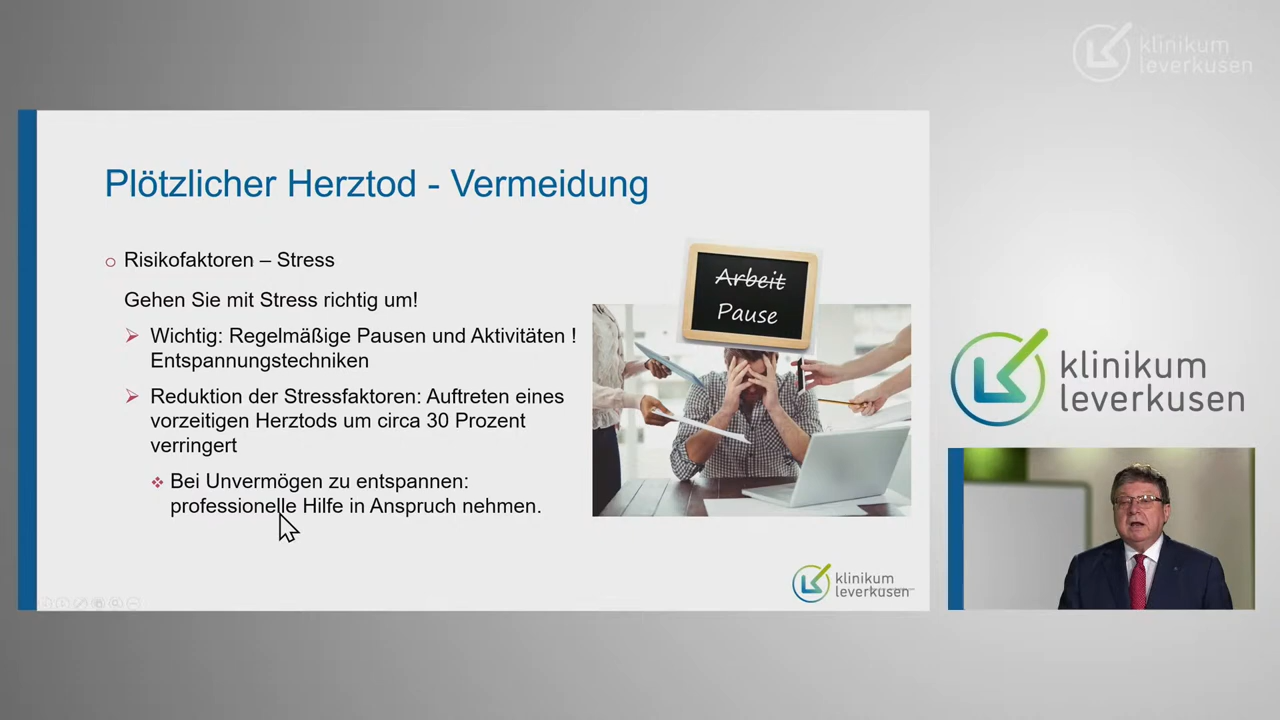 klinikum
leverkusen
Plötzlicher Herztod - Vermeidung
Risikofaktoren – Stress
Gehen Sie mit Stress richtig um!
Wichtig: Regelmäßige Pausen und Aktivitäten !
Entspannungstechniken
Reduktion der Stressfaktoren: Auftreten eines
vorzeitigen Herztods um circa 30 Prozent
verringert
Bei Unvermögen zu entspannen:
professionelle Hilfe in Anspruch nehmen.
Arbeit
Pause
klinikum
leverkusen
klinikum
leverkusen